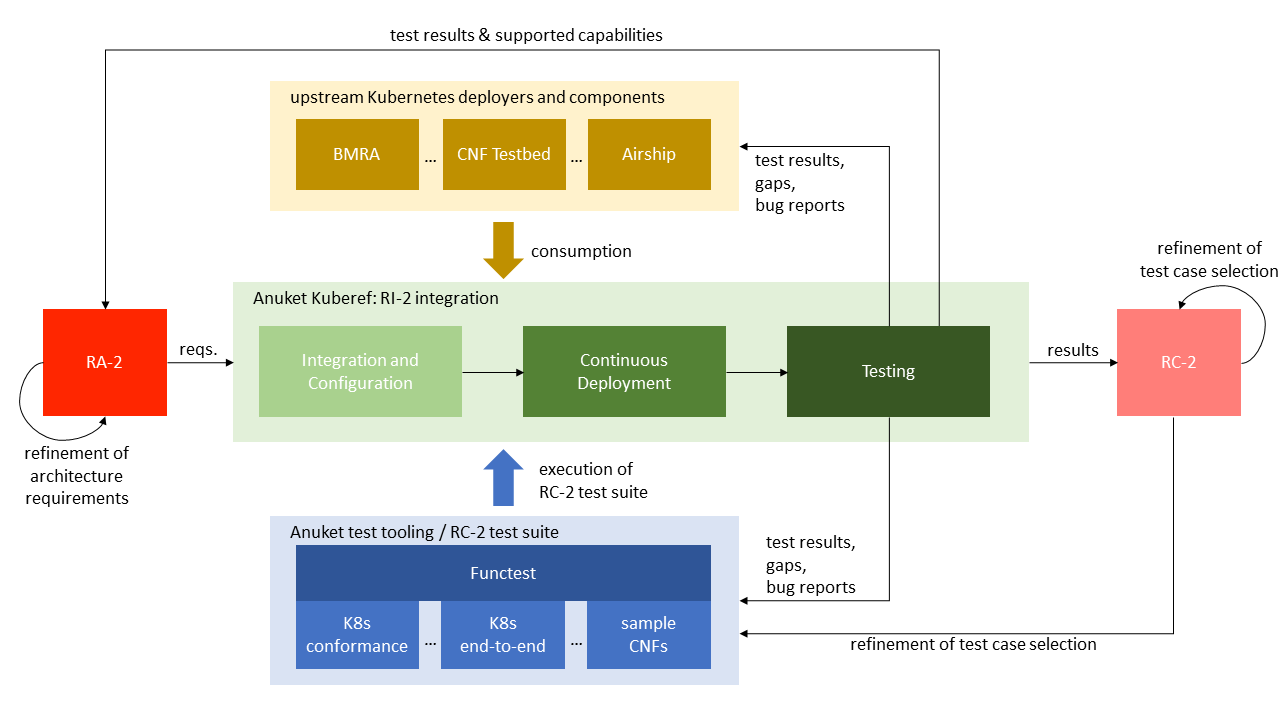 test results & supported capabilities
upstream Kubernetes deployers and components
BMRA
...
CNF Testbed
...
Airship
test results,
gaps,
bug reports
consumption
refinement of
test case selection
Anuket Kuberef: RI-2 integration
RA-2
reqs.
Integration and
Configuration
Continuous
Deployment
Testing
results
RC-2
refinement of
architecture
requirements
execution of
RC-2 test suite
Anuket test tooling / RC-2 test suite
Functest
K8s
conformance
...
K8s
end-to-end
...
sample
CNFs
test results,
gaps,
bug reports
refinement of test case selection